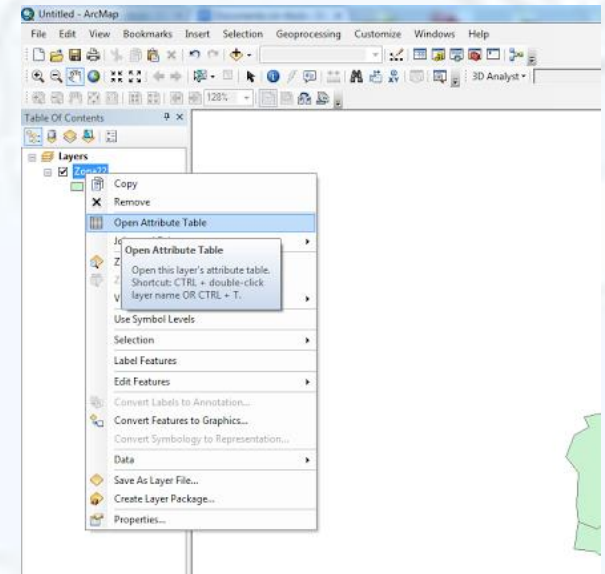 Untitled - ArcMap
File Edit View Bookmarks Insert Selection Geoprocessing Customize Windows Help
3D Analyst
128%
Table Of Contents
Layers
Zona22
Copy
Remove
Open Attribute Table
Open Attribute Table
Open this layer's attribute table.
Shortcut: CTRL + double-click
layer name OR CTRL + T.
Use Symbol Levels
Selection
Label Features
Edit Features
Convert Labels to Annotation...
Convert Features to Graphics...
Convert Symbology to Representation...
Data
Save As Layer File...
Create Layer Package...
Properties...